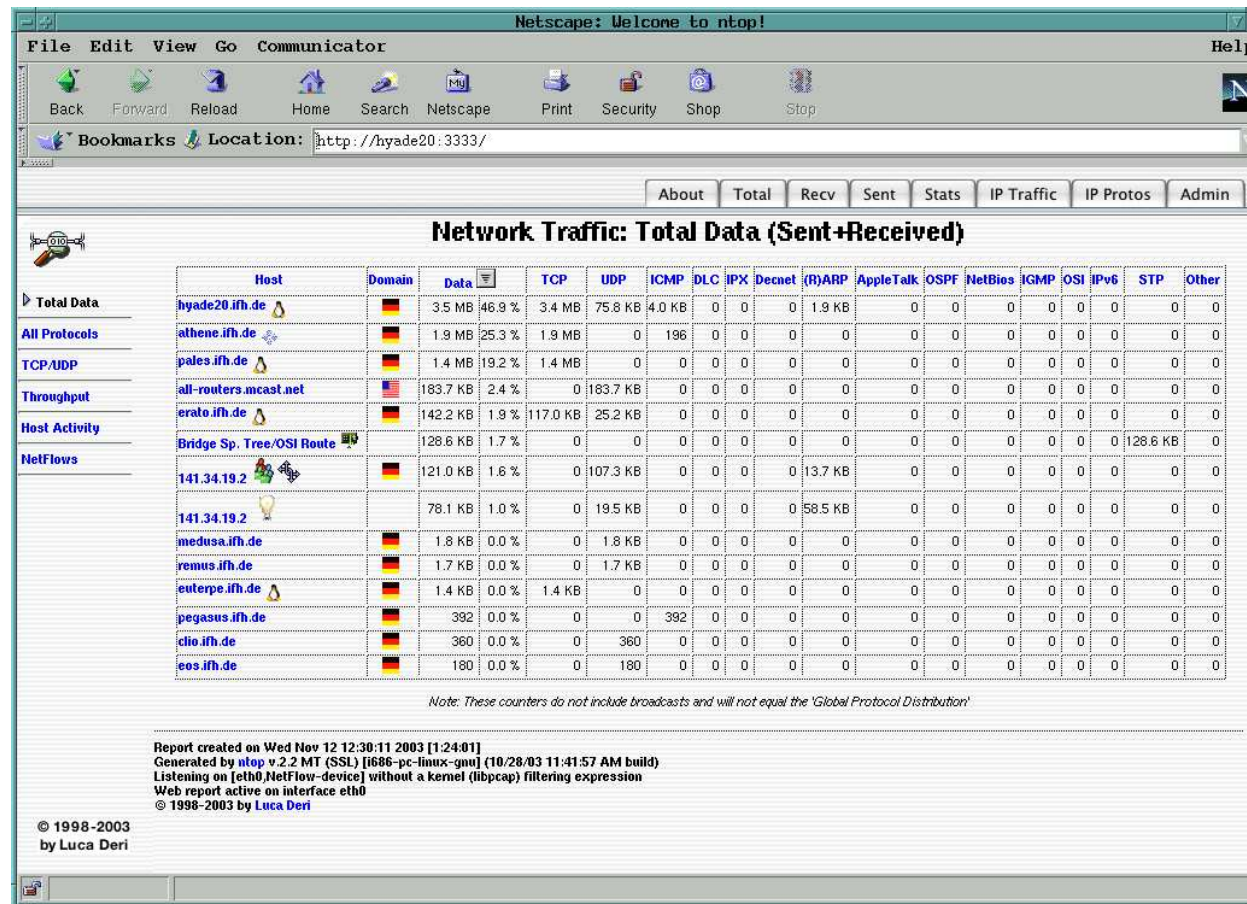 Netscape: Welcome to ntop!
File Edit View Go Communicator Help
Back Forward Reload Home Search Netscape Print Security Shop Stop
My
N
Bookmarks Location: http://hyade20:3333/
About Total Recv Sent Stats IP Traffic IP Protos Admin
Network Traffic: Total Data (Sent+Received)
Total Data
All Protocols
TCP/UDP
Throughput
Host Activity
NetFlows
Host Domain Data TCP UDP ICMP DLC IPX Decnet (R)ARP AppleTalk OSPF NetBios IGMP OSI IPv6 STP Other
hyade20.ifh.de 3.5 MB 46.9 % 3.4 MB 75.8 KB 4.0 KB 0 0 0 1.9 KB 0 0 0 0 0 0 0 0
athene.ifh.de 1.9 MB 25.3 % 1.9 MB 0 196 0 0 0 0 0 0 0 0 0 0 0 0
pales.ifh.de 1.4 MB 19.2 % 1.4 MB 0 0 0 0 0 0 0 0 0 0 0 0 0 0
all-routers.mcast.net 183.7 KB 2.4 % 0 183.7 KB 0 0 0 0 0 0 0 0 0 0 0 0 0
erato.ifh.de 142.2 KB 1.9 % 117.0 KB 25.2 KB 0 0 0 0 0 0 0 0 0 0 0 0 0
Bridge Sp. Tree/OSI Route 128.6 KB 1.7 % 0 0 0 0 0 0 0 0 0 0 0 0 0 128.6 KB 0
141.34.19.2 121.0 KB 1.6 % 0 107.3 KB 0 0 0 0 13.7 KB 0 0 0 0 0 0 0 0
141.34.19.2 78.1 KB 1.0 % 0 19.5 KB 0 0 0 0 58.5 KB 0 0 0 0 0 0 0 0
medusa.ifh.de 1.8 KB 0.0 % 0 1.8 KB 0 0 0 0 0 0 0 0 0 0 0 0 0
remus.ifh.de 1.7 KB 0.0 % 0 1.7 KB 0 0 0 0 0 0 0 0 0 0 0 0 0
euterpe.ifh.de 1.4 KB 0.0 % 1.4 KB 0 0 0 0 0 0 0 0 0 0 0 0 0 0
pegasus.ifh.de 392 0.0 % 0 0 392 0 0 0 0 0 0 0 0 0 0 0 0
clio.ifh.de 360 0.0 % 0 360 0 0 0 0 0 0 0 0 0 0 0 0 0
eos.ifh.de 180 0.0 % 0 180 0 0 0 0 0 0 0 0 0 0 0 0 0
Note: These counters do not include broadcasts and will not equal the 'Global Protocol Distribution'
Report created on Wed Nov 12 12:30:11 2003 [1:24:01]
Generated by ntop v.2.2 MT (SSL) [i686-pc-linux-gnu] (10/28/03 11:41:57 AM build)
Listening on [eth0,NetFlow-device] without a kernel (libpcap) filtering expression
Web report active on interface eth0
© 1998-2003 by Luca Deri
© 1998-2003
by Luca Deri